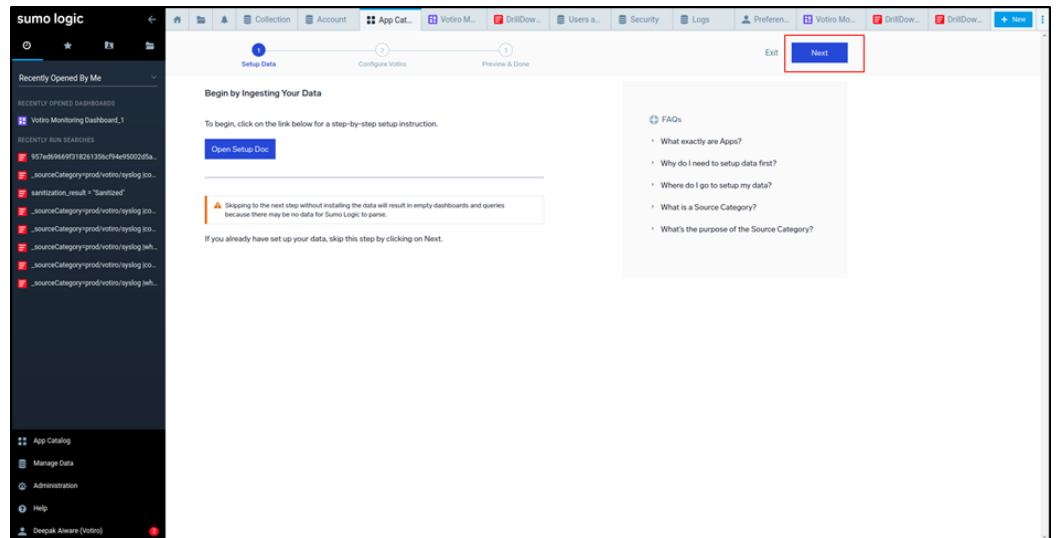 sumo logic
Collection
Account
App Cat...
Votiro M...
DrillDow...
Users a...
Security
Logs
Preferen...
Votiro Mo...
DrillDow...
DrillDow...
+ New
Recently Opened By Me
RECENTLY OPENED DASHBOARDS
Votiro Monitoring Dashboard_1
RECENTLY RUN SEARCHES
957ed69669f318261356cf94e95002d5a...
_sourceCategory=prod/votiro/syslog |co...
sanitization_result = "Sanitized"
_sourceCategory=prod/votiro/syslog |co...
_sourceCategory=prod/votiro/syslog |co...
_sourceCategory=prod/votiro/syslog |wh...
_sourceCategory=prod/votiro/syslog |co...
_sourceCategory=prod/votiro/syslog |wh...
App Catalog
Manage Data
Administration
Help
Deepak Alware (Votiro)
1
Setup Data
2
Configure Votiro
3
Preview & Done
Exit
Next
Begin by Ingesting Your Data
To begin, click on the link below for a step-by-step setup instruction.
Open Setup Doc
Skipping to the next step without installing the data will result in empty dashboards and queries
because there may be no data for Sumo Logic to parse.
If you already have set up your data, skip this step by clicking on Next.
FAQs
What exactly are Apps?
Why do I need to setup data first?
Where do I go to setup my data?
What is a Source Category?
What's the purpose of the Source Category?